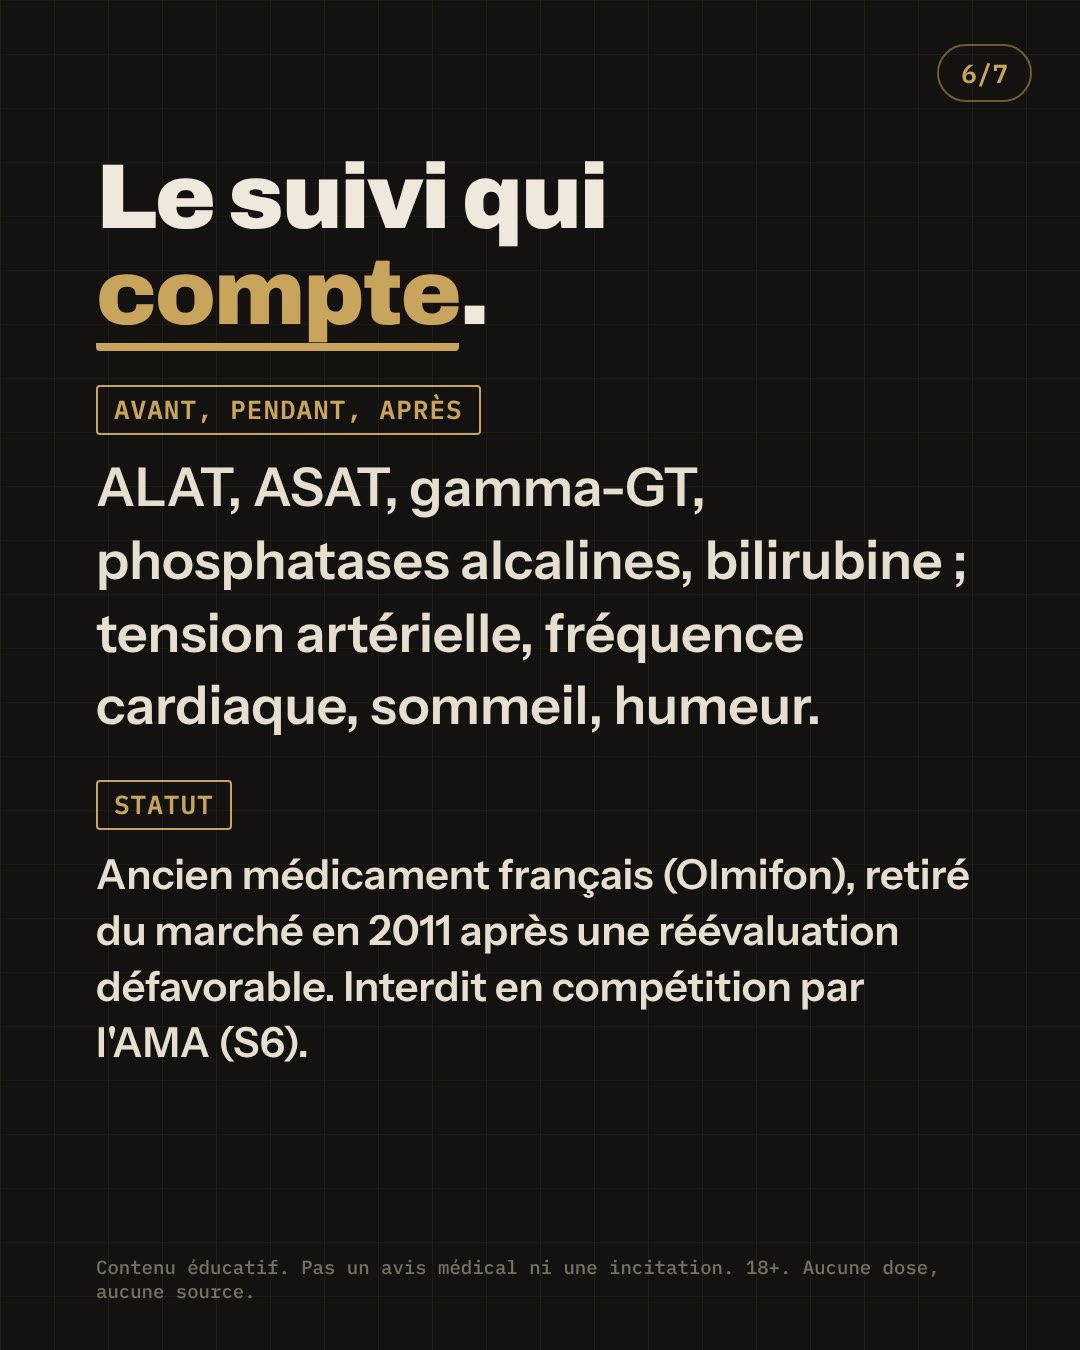 6/7
Le suivi qui
compte.
AVANT, PENDANT, APRÈS
ALAT, ASAT, gamma-GT,
phosphatases alcalines, bilirubine ;
tension artérielle, fréquence
cardiaque, sommeil, humeur.
STATUT
Ancien médicament français (Olmifon), retiré
du marché en 2011 après une réévaluation
défavorable. Interdit en compétition par
l'AMA (S6).
Contenu éducatif. Pas un avis médical ni une incitation. 18+. Aucune dose,
aucune source.